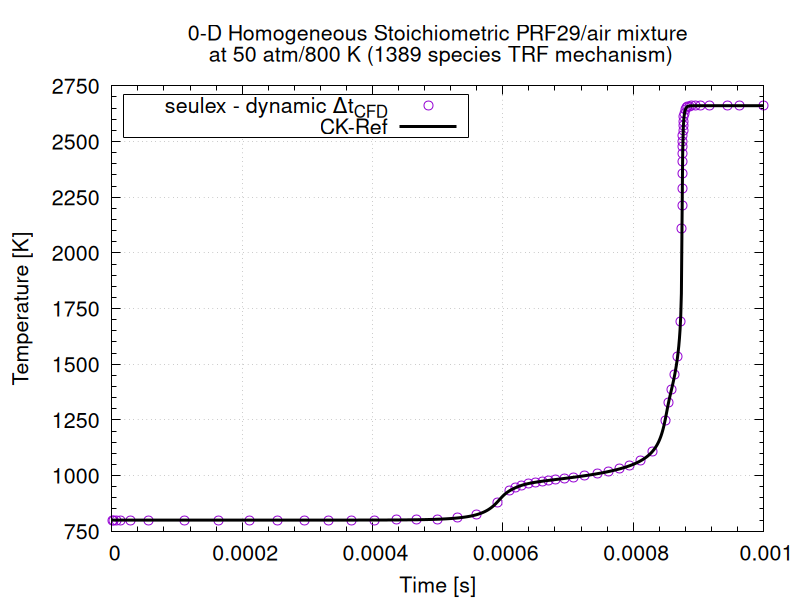 0-D Homogeneous Stoichiometric PRF29/air mixture
at 50 atm/800 K (1389 species TRF mechanism)
seulex - dynamic Δt_CFD
CK-Ref
2750
2500
2250
2000
1750
1500
1250
1000
750
Temperature [K]
0 0.0002 0.0004 0.0006 0.0008 0.001
Time [s]